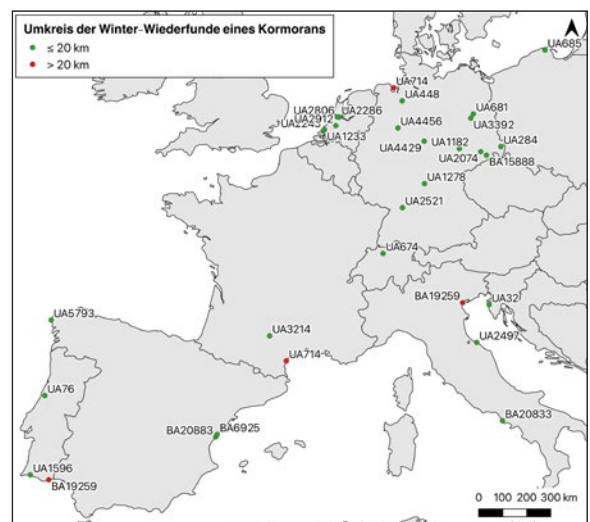 Umkreis der Winter-Wiederfunde eines Kormorans
≤ 20 km
> 20 km
UA685
UA714
UA448
UA2806
UA2286
UA681
UA2912
UA2243
UA4456
UA3392
UA1233
UA1182
UA284
UA4429
UA2074
BA15888
UA1278
UA2521
UA674
BA19259
UA32
UA5793
UA3214
UA2497
UA714
UA76
BA20883
BA6925
BA20833
UA1596
BA19259
0 100 200 300 km